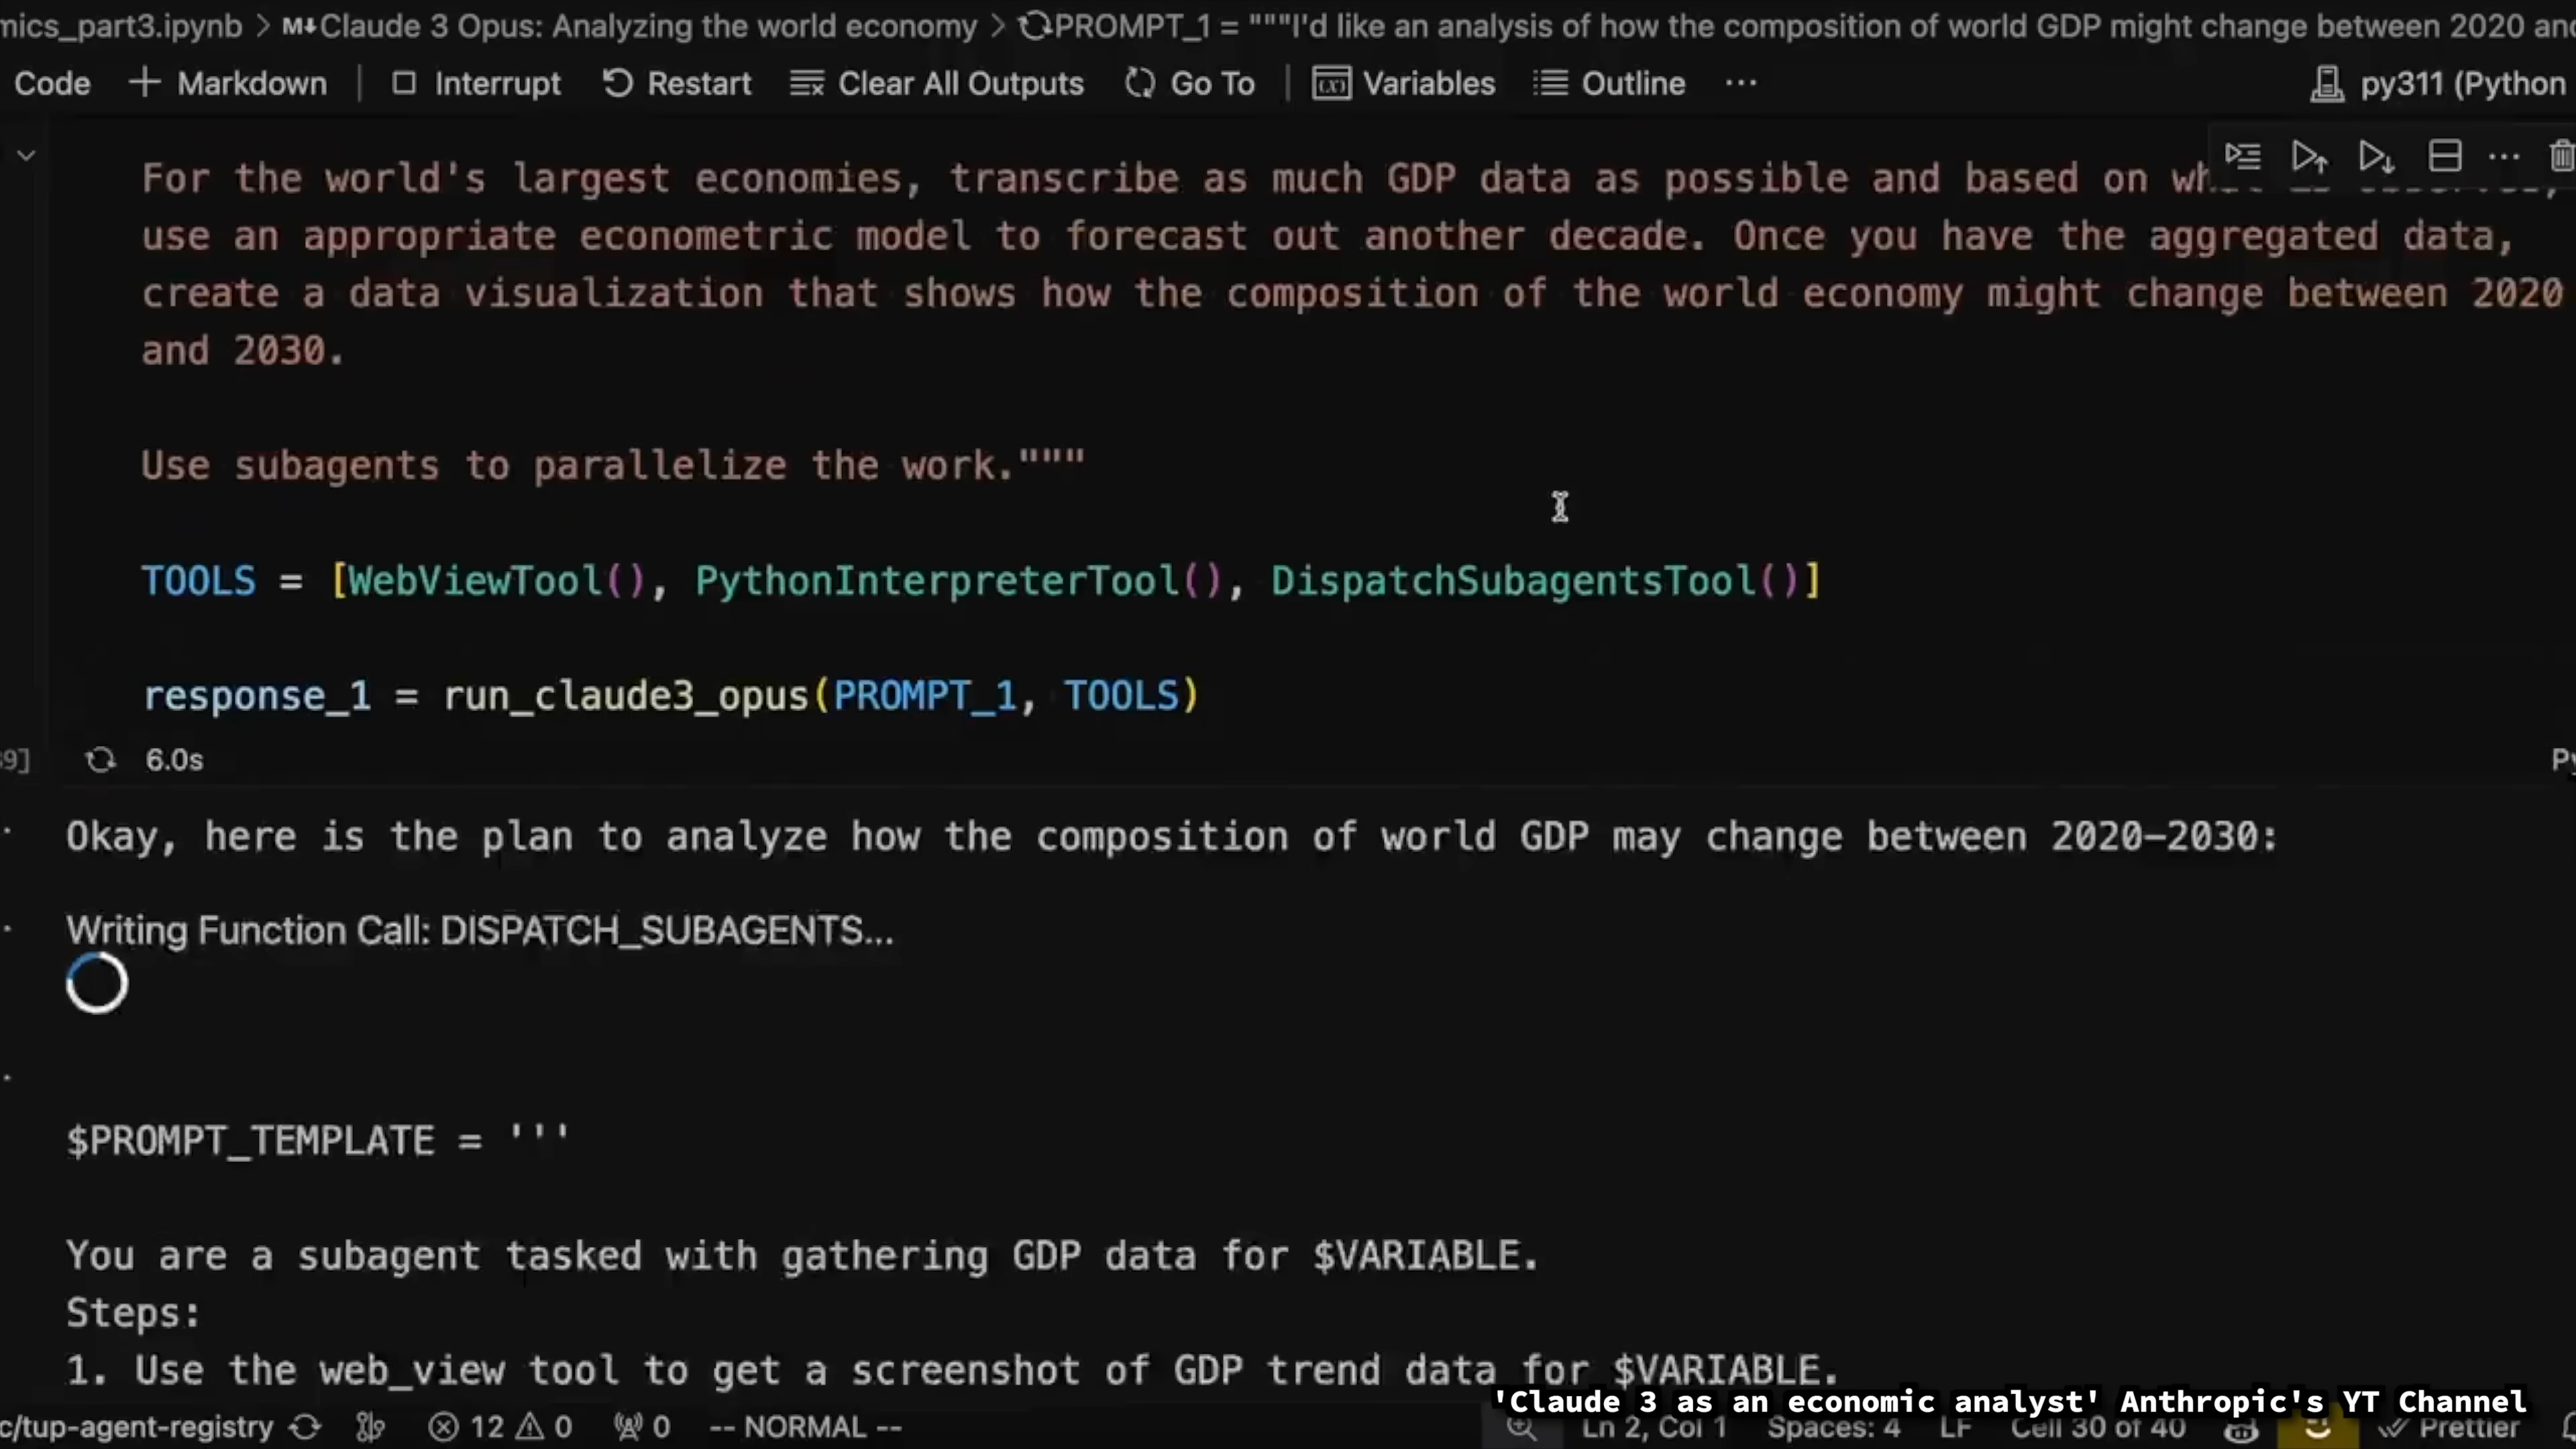 mics_part3.ipynb > M↓Claude 3 Opus: Analyzing the world economy > PROMPT_1 = """I'd like an analysis of how the composition of world GDP might change between 2020 and
Code + Markdown | Interrupt Restart Clear All Outputs Go To | Variables Outline ... py311 (Python
For the world's largest economies, transcribe as much GDP data as possible and based on
use an appropriate econometric model to forecast out another decade. Once you have the aggregated data,
create a data visualization that shows how the composition of the world economy might change between 2020
and 2030.
Use subagents to parallelize the work."""
TOOLS = [WebViewTool(), PythonInterpreterTool(), DispatchSubagentsTool()]
response_1 = run_claude3_opus(PROMPT_1, TOOLS)
9] 6.0s Py
Okay, here is the plan to analyze how the composition of world GDP may change between 2020-2030:
Writing Function Call: DISPATCH_SUBAGENTS...
$PROMPT_TEMPLATE = '''
You are a subagent tasked with gathering GDP data for $VARIABLE.
Steps:
1. Use the web_view tool to get a screenshot of GDP trend data for $VARIABLE.
'Claude 3 as an economic analyst' Anthropic's YT Channel
c/tup-agent-registry 12 0 0 -- NORMAL -- Ln 2, Col 1 Spaces: 4 LF Cell 30 of 40 Prettier